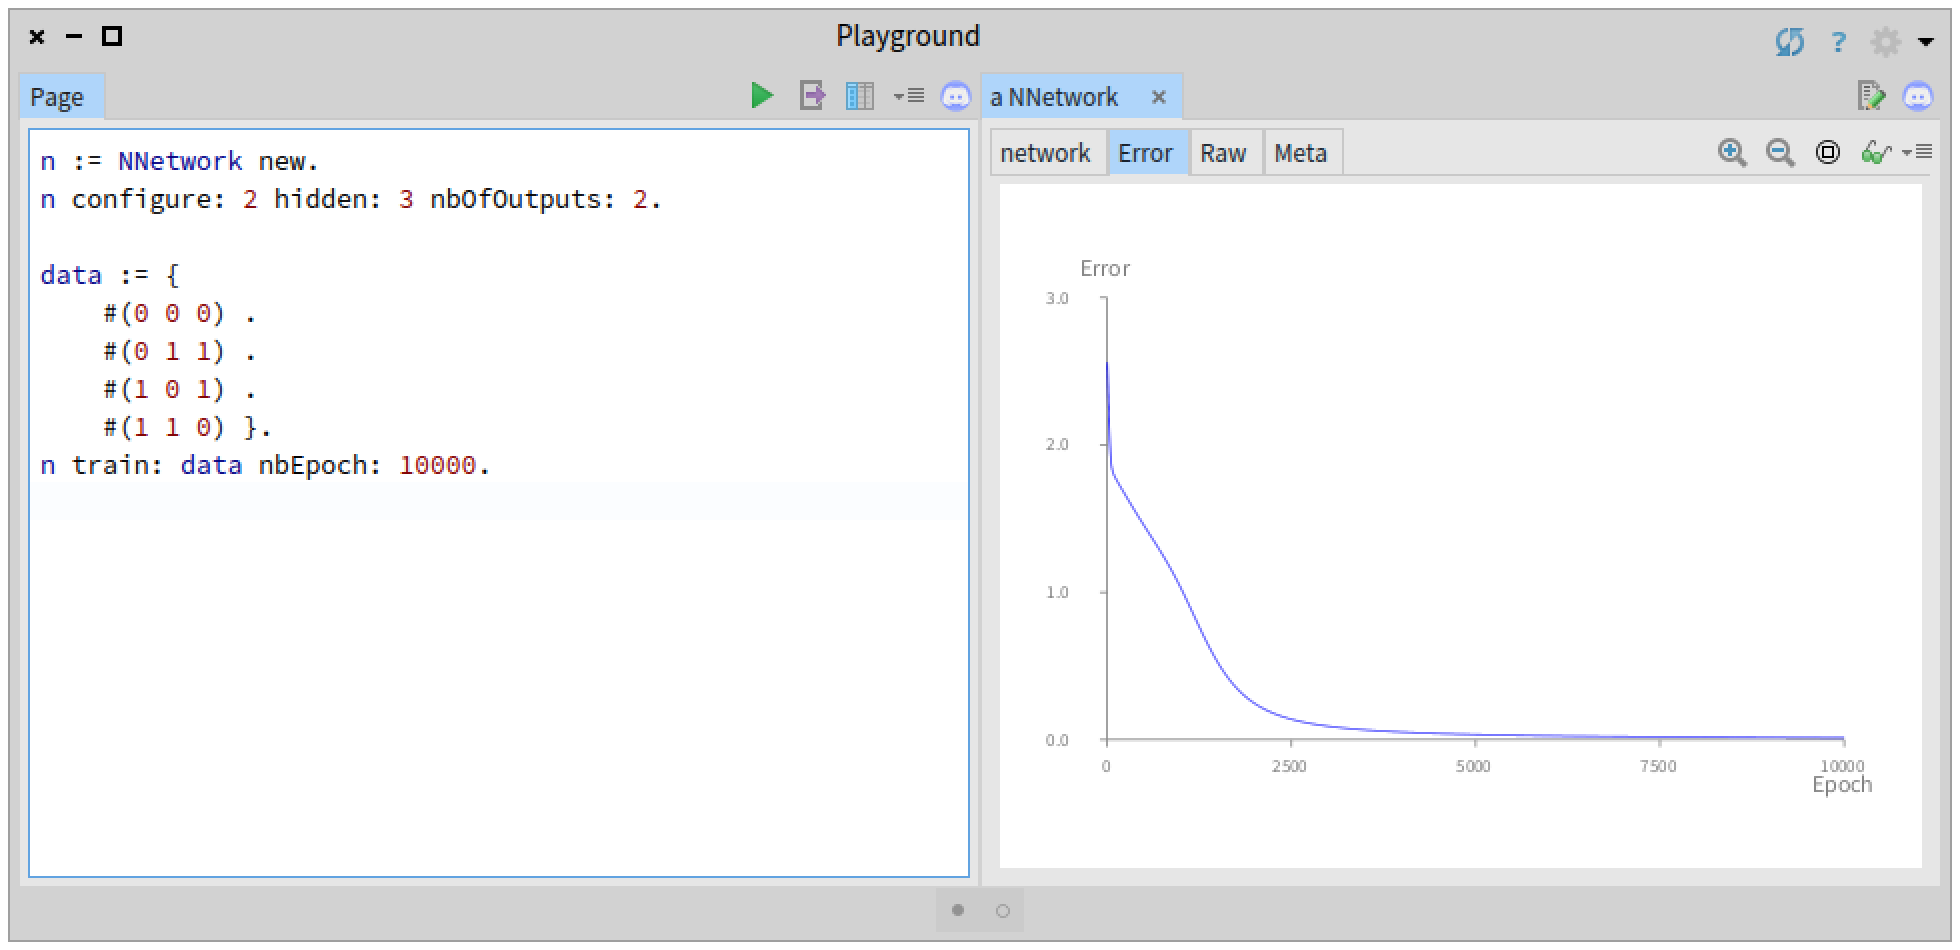 Playground
?
Page
a NNetwork
network Error Raw Meta
n := NNetwork new.
n configure: 2 hidden: 3 nbOfOutputs: 2.
data := {
#(0 0 0) .
#(0 1 1) .
#(1 0 1) .
#(1 1 0) }.
n train: data nbEpoch: 10000.
Error
3.0
2.0
1.0
0.0
0 2500 5000 7500 10000
Epoch